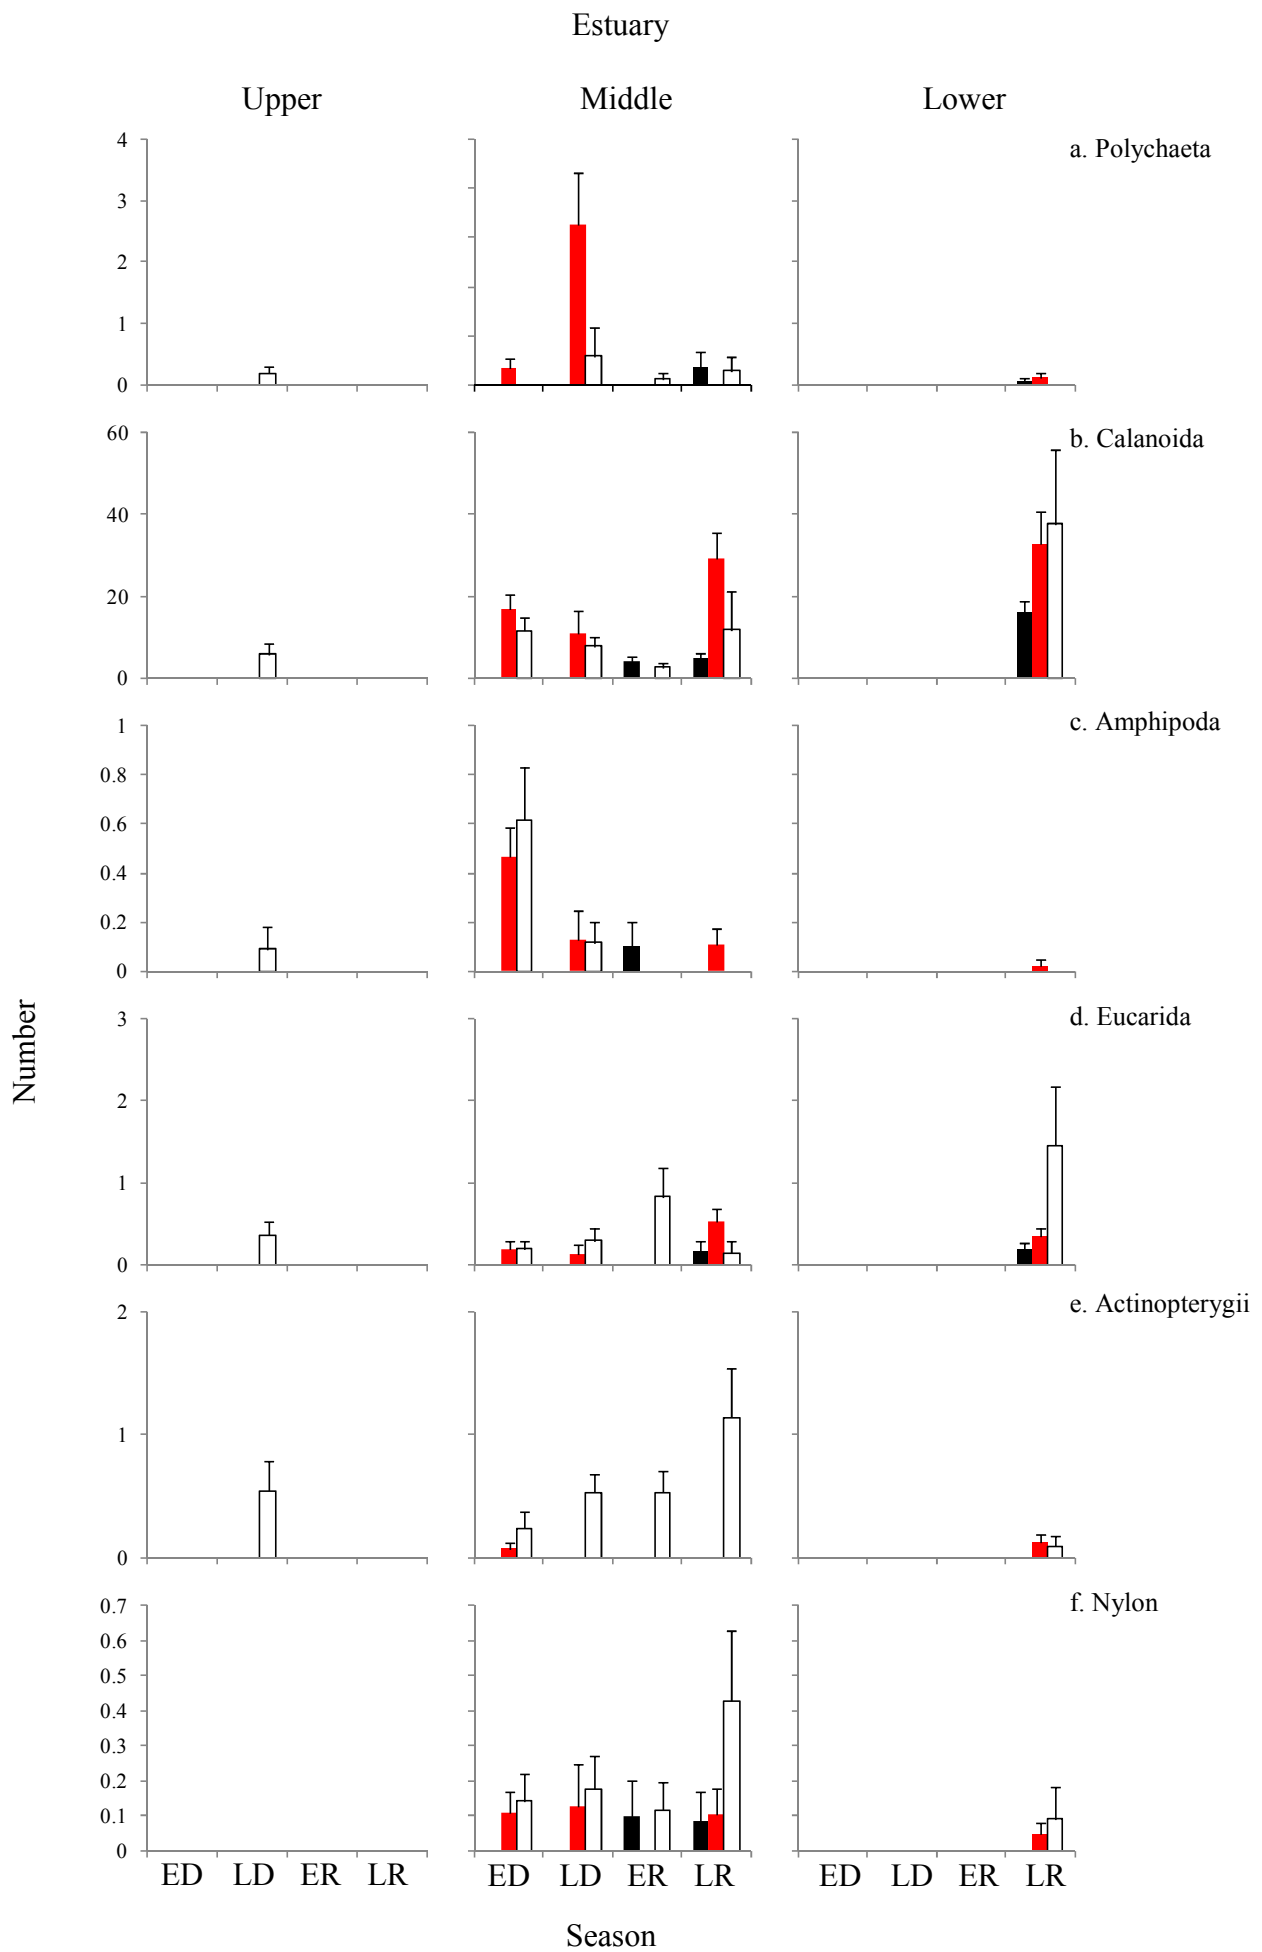 Estuary
Upper Middle Lower
a. Polychaeta
4
3
2
1
0
b. Calanoida
60
40
20
0
c. Amphipoda
1
0.8
0.6
0.4
0.2
0
d. Eucarida
3
2
1
0
Number
e. Actinopterygii
2
1
0
f. Nylon
0.7
0.6
0.5
0.4
0.3
0.2
0.1
0
ED LD ER LR ED LD ER LR ED LD ER LR
Season